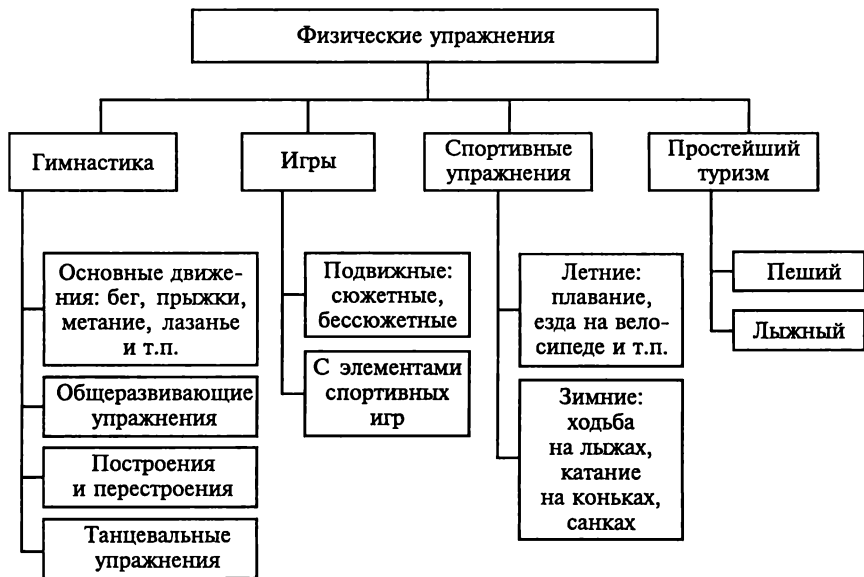 Физические упражнения
Гимнастика
Основные движе-
ния: бег, прыжки,
метание, лазанье
и т.п.
Общеразвивающие
упражнения
Построения
и перестроения
Танцевальные
упражнения
Игры
Подвижные:
сюжетные,
бессюжетные
С элементами
спортивных
игр
Спортивные
упражнения
Летние:
плавание,
езда на вело-
сипеде и т.п.
Зимние:
ходьба
на лыжах,
катание
на коньках,
санках
Простейший
туризм
Пеший
Лыжный